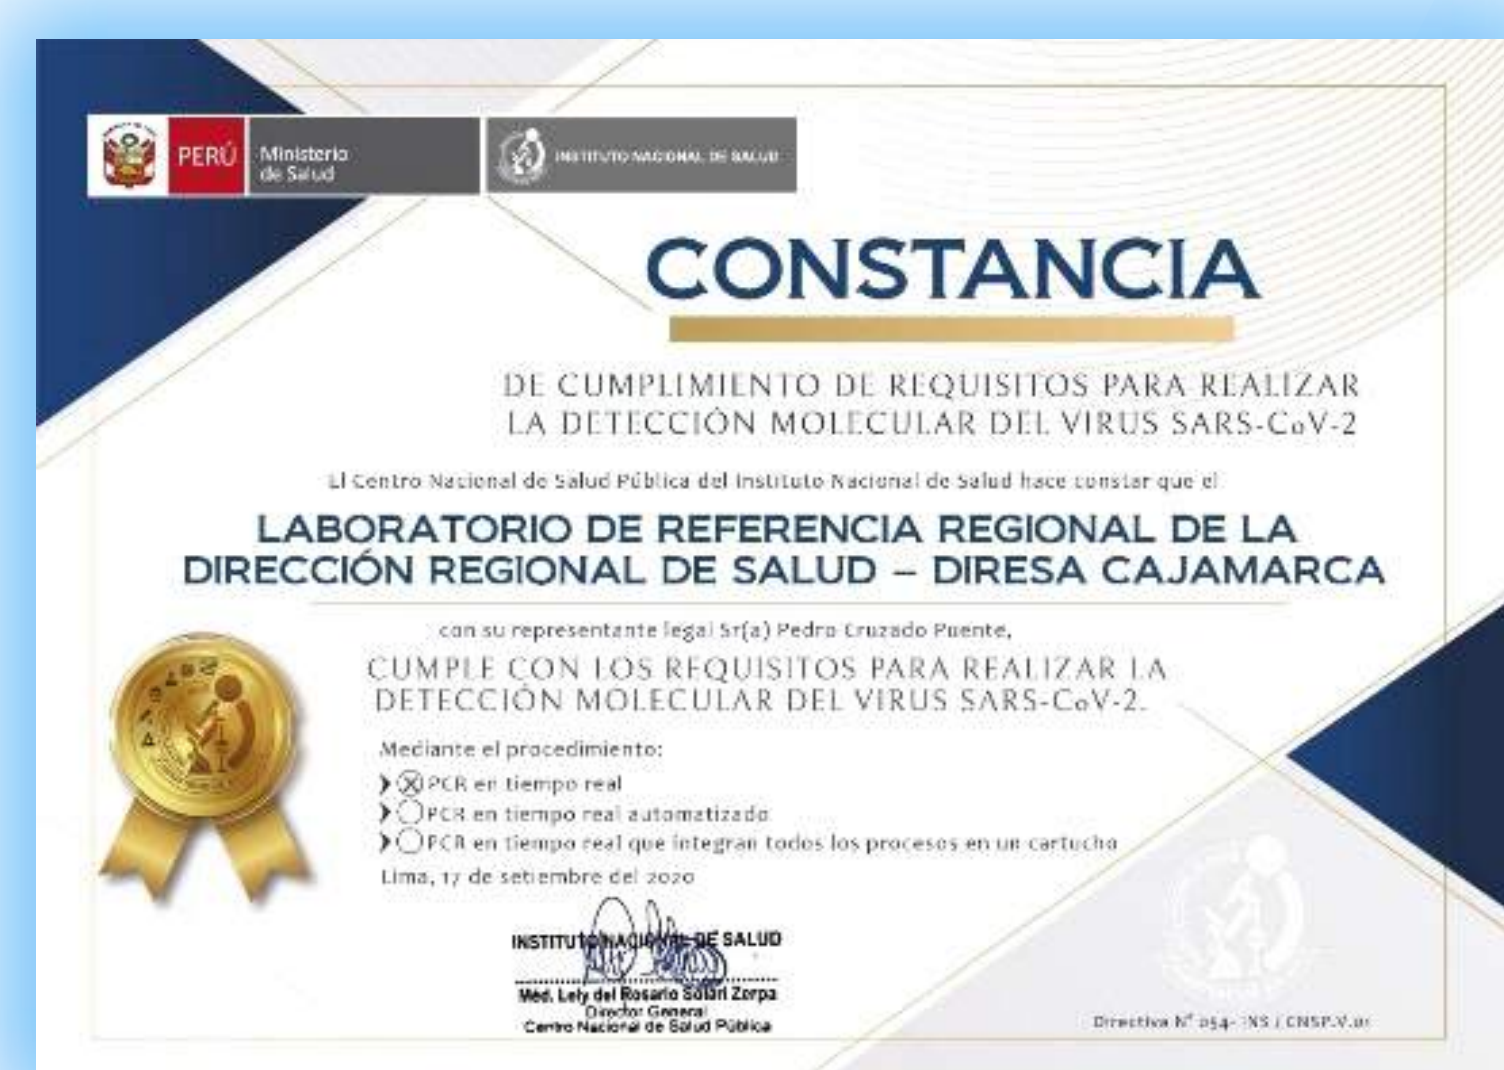 PERÚ
Ministerio
de Salud
INSTITUTO NACIONAL DE SALUD
CONSTANCIA
DE CUMPLIMIENTO DE REQUISITOS PARA REALIZAR
LA DETECCIÓN MOLECULAR DEL VIRUS SARS-CoV-2
El Centro Nacional de Salud Pública del Instituto Nacional de Salud hace constar que el
LABORATORIO DE REFERENCIA REGIONAL DE LA
DIRECCIÓN REGIONAL DE SALUD – DIRESA CAJAMARCA
con su representante legal Sr(a) Pedro Cruzado Puente,
CUMPLE CON LOS REQUISITOS PARA REALIZAR LA
DETECCIÓN MOLECULAR DEL VIRUS SARS-CoV-2.
Mediante el procedimiento:
PCR en tiempo real
PCR en tiempo real automatizado
PCR en tiempo real que integran todos los procesos en un cartucho
Lima, 17 de setiembre del 2020
INSTITUTO NACIONAL DE SALUD
Med. Lely del Rosario Solari Zerpa
Director General
Centro Nacional de Salud Pública
Directiva N° 054- INS / CNSP.V.01